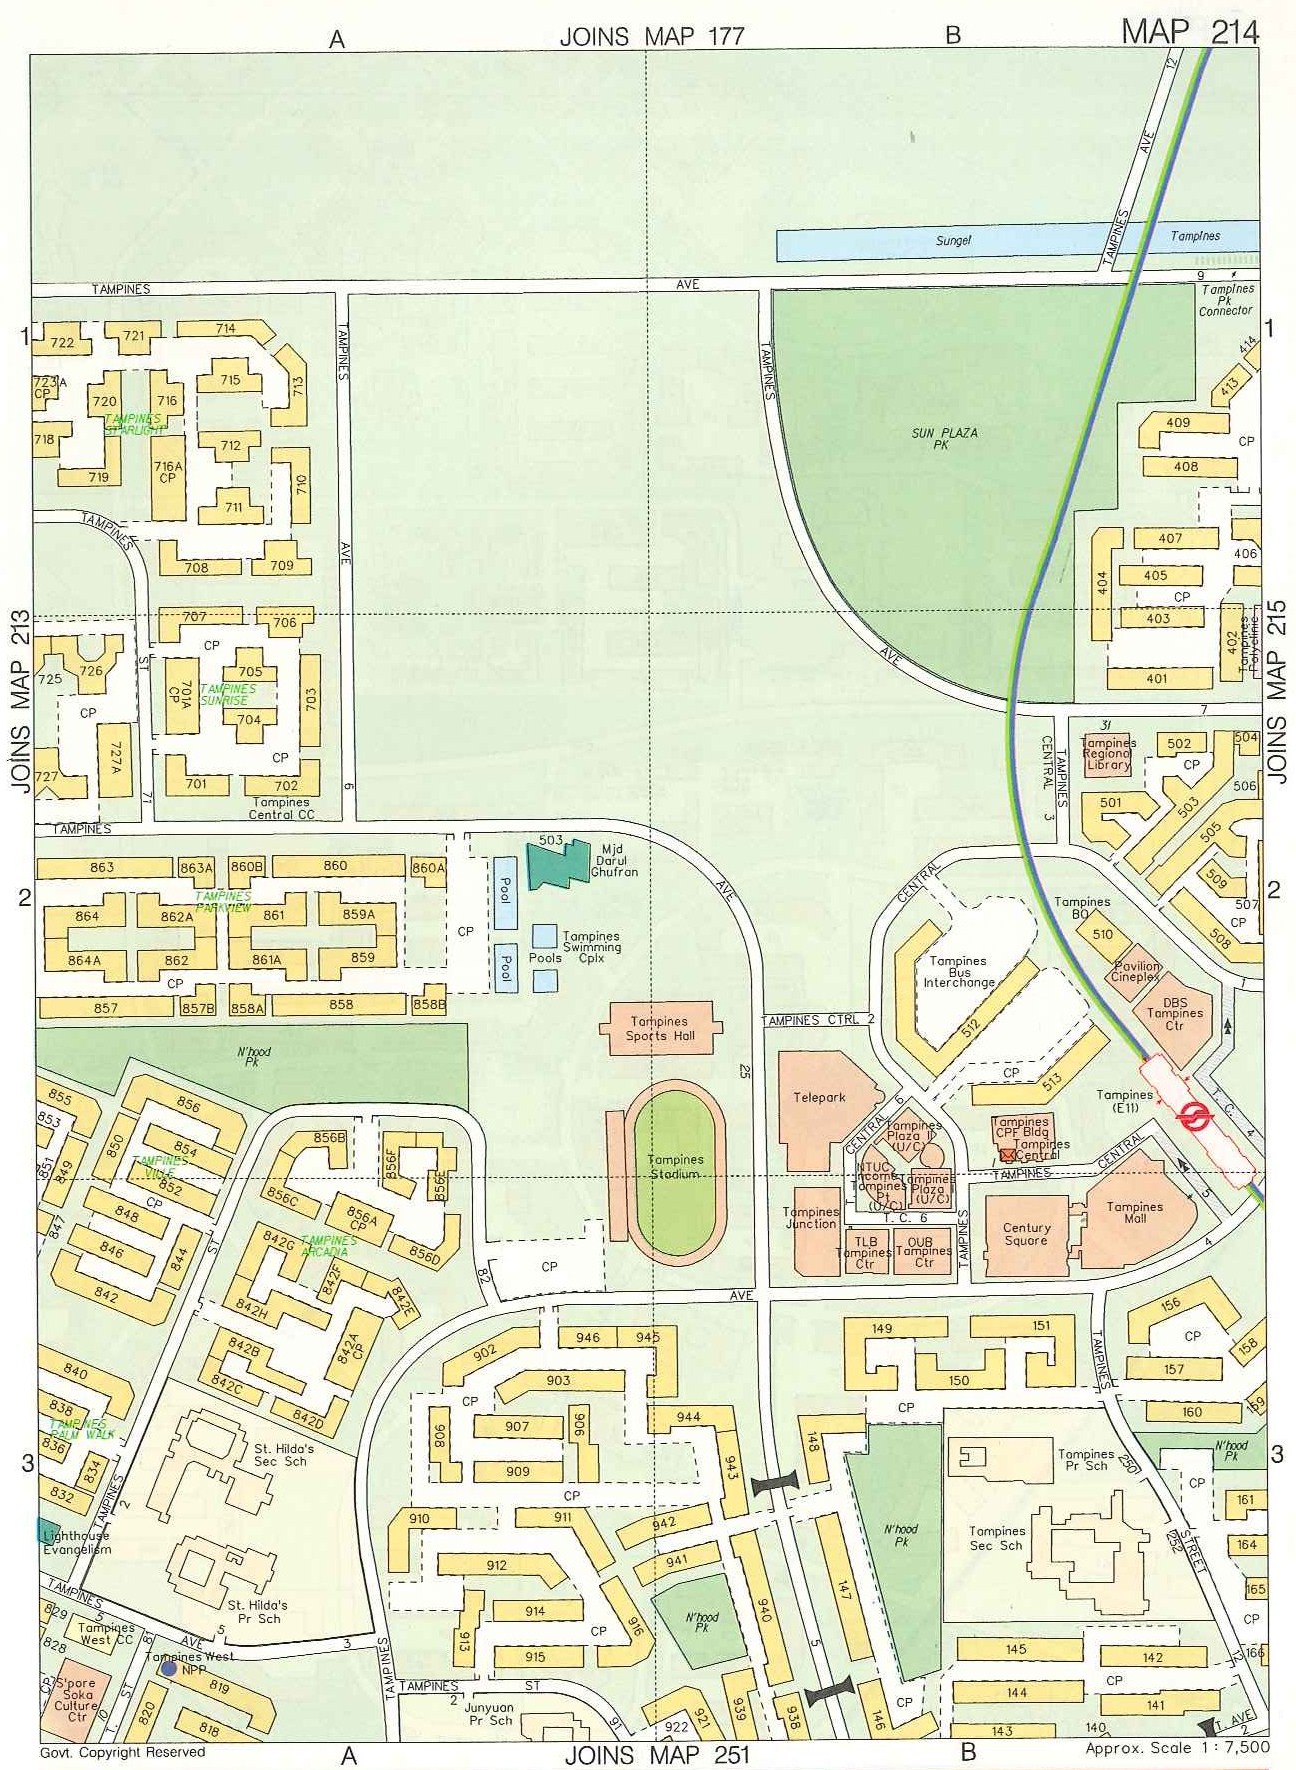 A
JOINS MAP 177
B
MAP 214
12
AVE
TAMPINES
Sungei
Tampines
TAMPINES
AVE
9
Tampines
Pk
Connector
1
1
722
721
714
TAMPINES
TAMPINES
414
723A
CP
720
716
715
713
413
TAMPINES
STARLIGHT
718
712
409
CP
SUN PLAZA
PK
408
719
716A
CP
710
711
TAMPINES
AVE
407
406
708
709
404
405
CP
JOINS MAP 213
JOINS MAP 215
707
706
403
402
Tampines
Polyclinic
CP
AVE
725
726
ST
705
701A
CP
TAMPINES
SUNRISE
703
401
CP
704
7
31
Tampines
Regional
Library
502
504
CP
727A
CENTRAL 3
TAMPINES
CP
727
701
702
506
71
6
501
503
505
Tampines
Central CC
TAMPINES
863
863A
860B
860
860A
503
Mjd
Darul
Ghufran
CENTRAL
509
2
2
TAMPINES
PARKVIEW
Pool
AVE
Tampines
BO
507
864
862A
861
859A
CP
510
CP
508
Tampines
Swimming
Cplx
864A
862
861A
859
Pool
Pools
Tampines
Bus
Interchange
Pavilion
Cineplex
CP
857
857B
858A
858
858B
DBS
Tampines
Ctr
1
Tampines
Sports Hall
TAMPINES CTRL 2
512
N'hood
Pk
25
CP
513
855
856
Telepark
Tampines
(E11)
T. C. 4
853
850
856B
CENTRAL 6
Tampines
Plaza II
(U/C)
Tampines
CPF Bldg
Tampines
Central
851
849
854
TAMPINES
VILLE
852
856F
856E
Tampines
Stadium
NTUC
Income
Tampines
Pt
(U/C)
Tampines
Plaza
(U/C)
TAMPINES
CENTRAL
5
CP
856C
847
848
856A
CP
Tampines
Junction
T. C. 6
Century
Square
Tampines
Mall
846
844
ST
842G
TAMPINES
ARCADIA
856D
TLB
Tampines
Ctr
OUB
Tampines
Ctr
TAMPINES
4
842
842F
82
CP
842E
842H
AVE
156
842A
CP
842B
946
945
149
151
TAMPINES
CP
158
902
840
842C
903
157
150
838
842D
CP
CP
159
TAMPINES
PALM WALK
908
907
906
944
160
836
St. Hilda's
Sec Sch
148
Tampines
Pr Sch
N'hood
Pk
3
3
834
909
943
250
CP
832
TAMPINES
2
CP
161
Lighthouse
Evangelism
910
911
942
N'hood
Pk
Tampines
Sec Sch
STREET
252
164
912
941
TAMPINES
5
AVE
165
147
829
St. Hilda's
Pr Sch
914
940
N'hood
Pk
CP
Tampines
West CC
81
5
3
913
CP
916
5
828
Tampines West
NPP
TAMPINES
915
145
142
23
166
CP
S'pore
Soka
Culture
Ctr
819
TAMPINES
2
ST
CP
ST
T. 10
820
818
Junyuan
Pr Sch
91
922
921
939
938
146
CP
144
141
143
140
T. AVE
2
Govt. Copyright Reserved
A
JOINS MAP 251
B
Approx. Scale 1 : 7,500